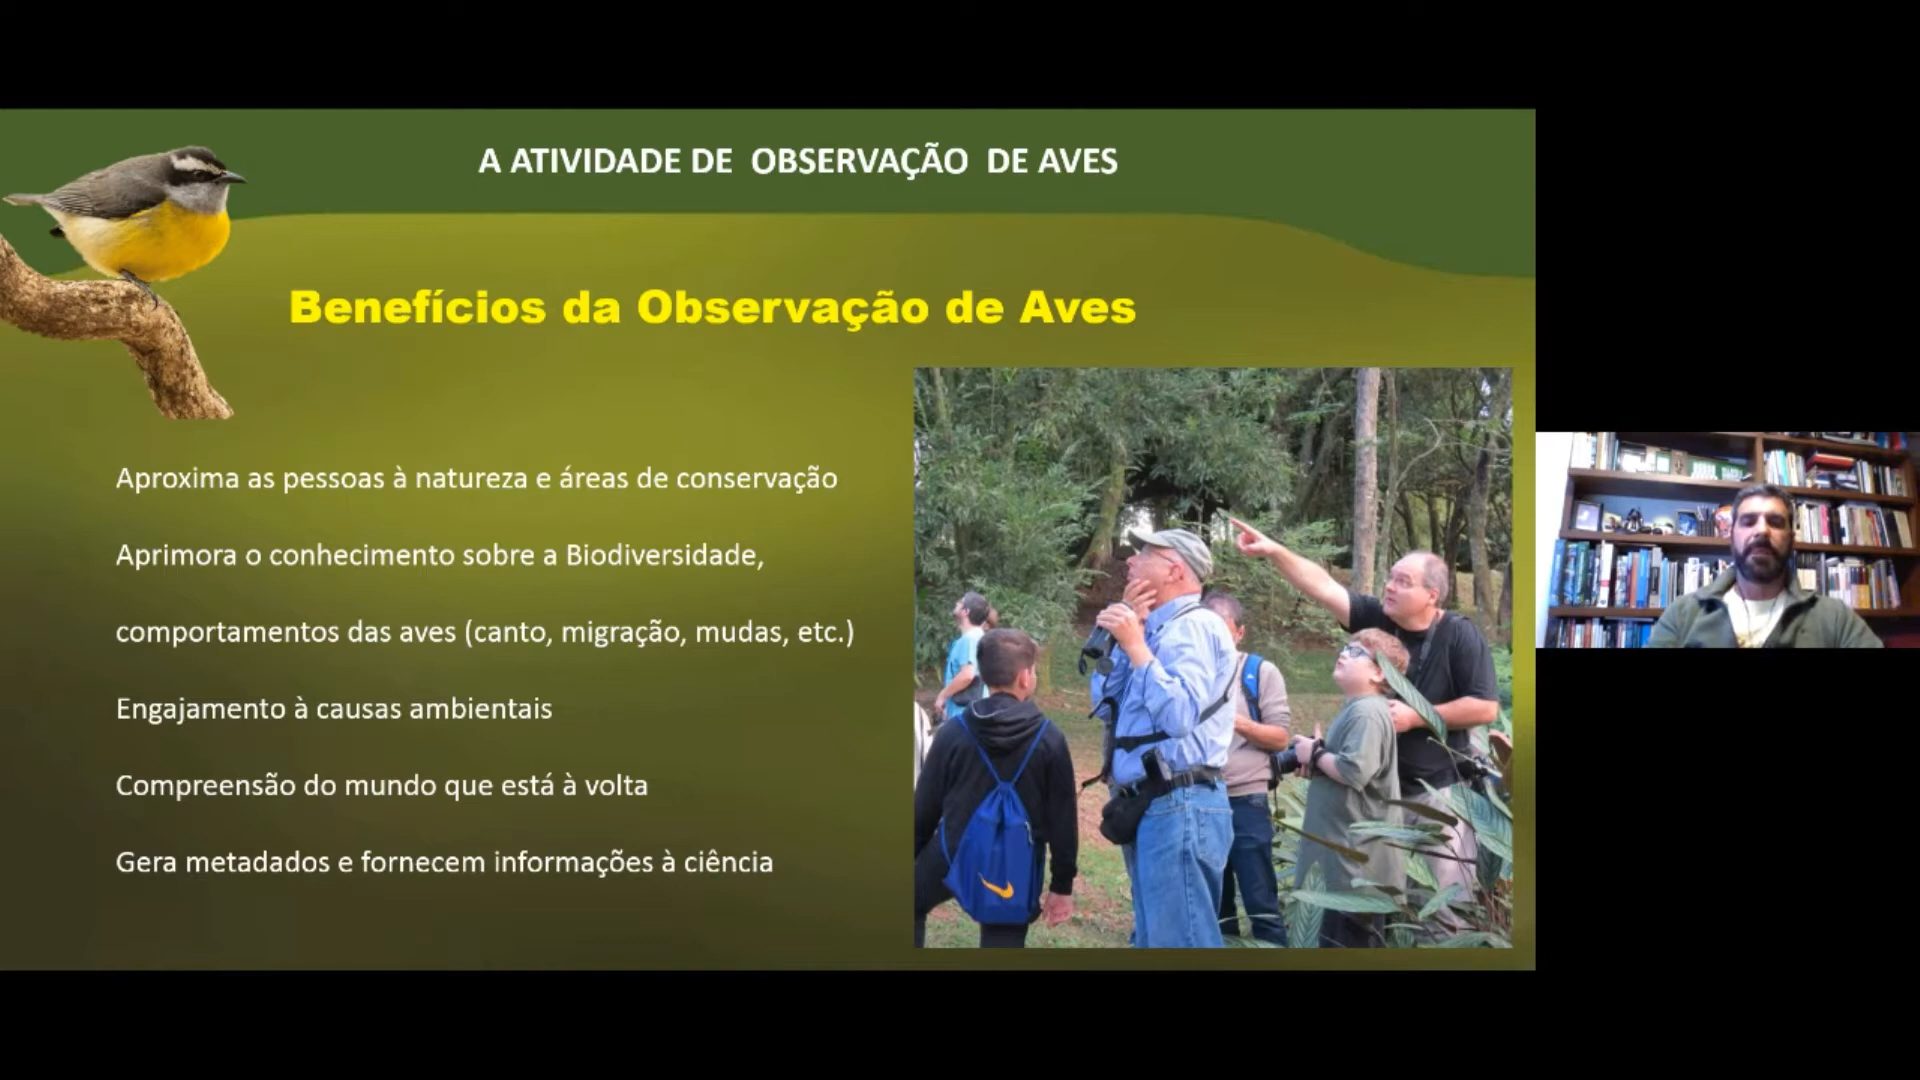 A ATIVIDADE DE OBSERVAÇÃO DE AVES
Benefícios da Observação de Aves
Aproxima as pessoas à natureza e áreas de conservação
Aprimora o conhecimento sobre a Biodiversidade,
comportamentos das aves (canto, migração, mudas, etc.)
Engajamento à causas ambientais
Compreensão do mundo que está à volta
Gera metadados e fornecem informações à ciência